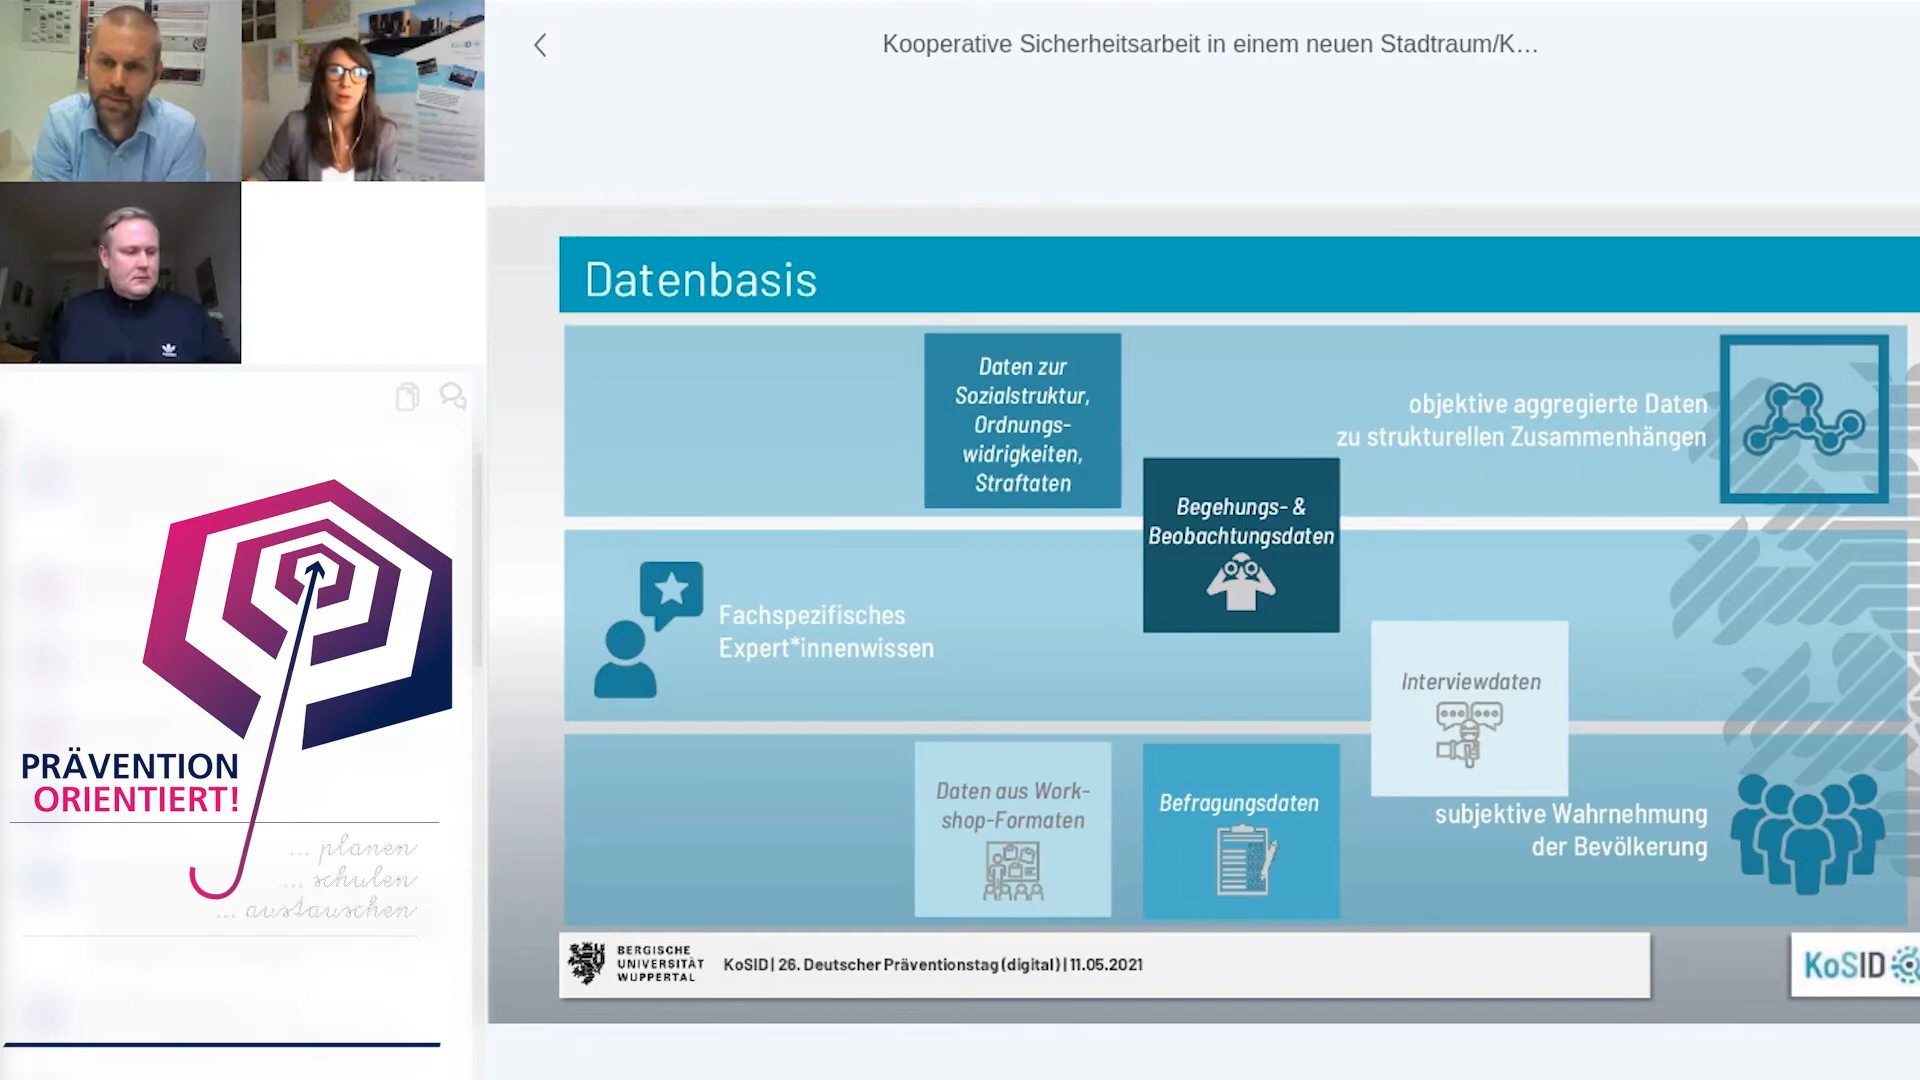 Kooperative Sicherheitsarbeit in einem neuen Stadtraum/K...
KoSID
Datenbasis
Daten zur
Sozialstruktur,
Ordnungs-
widrigkeiten,
Straftaten
objektive aggregierte Daten
zu strukturellen Zusammenhängen
Begehungs- &
Beobachtungsdaten
Fachspezifisches
Expert*innenwissen
Interviewdaten
Daten aus Work-
shop-Formaten
Befragungsdaten
subjektive Wahrnehmung
der Bevölkerung
BERGISCHE
UNIVERSITÄT
WUPPERTAL
KoSID | 26. Deutscher Präventionstag (digital) | 11.05.2021
KoSID
PRÄVENTION
ORIENTIERT!
... planen
... schulen
... austauschen